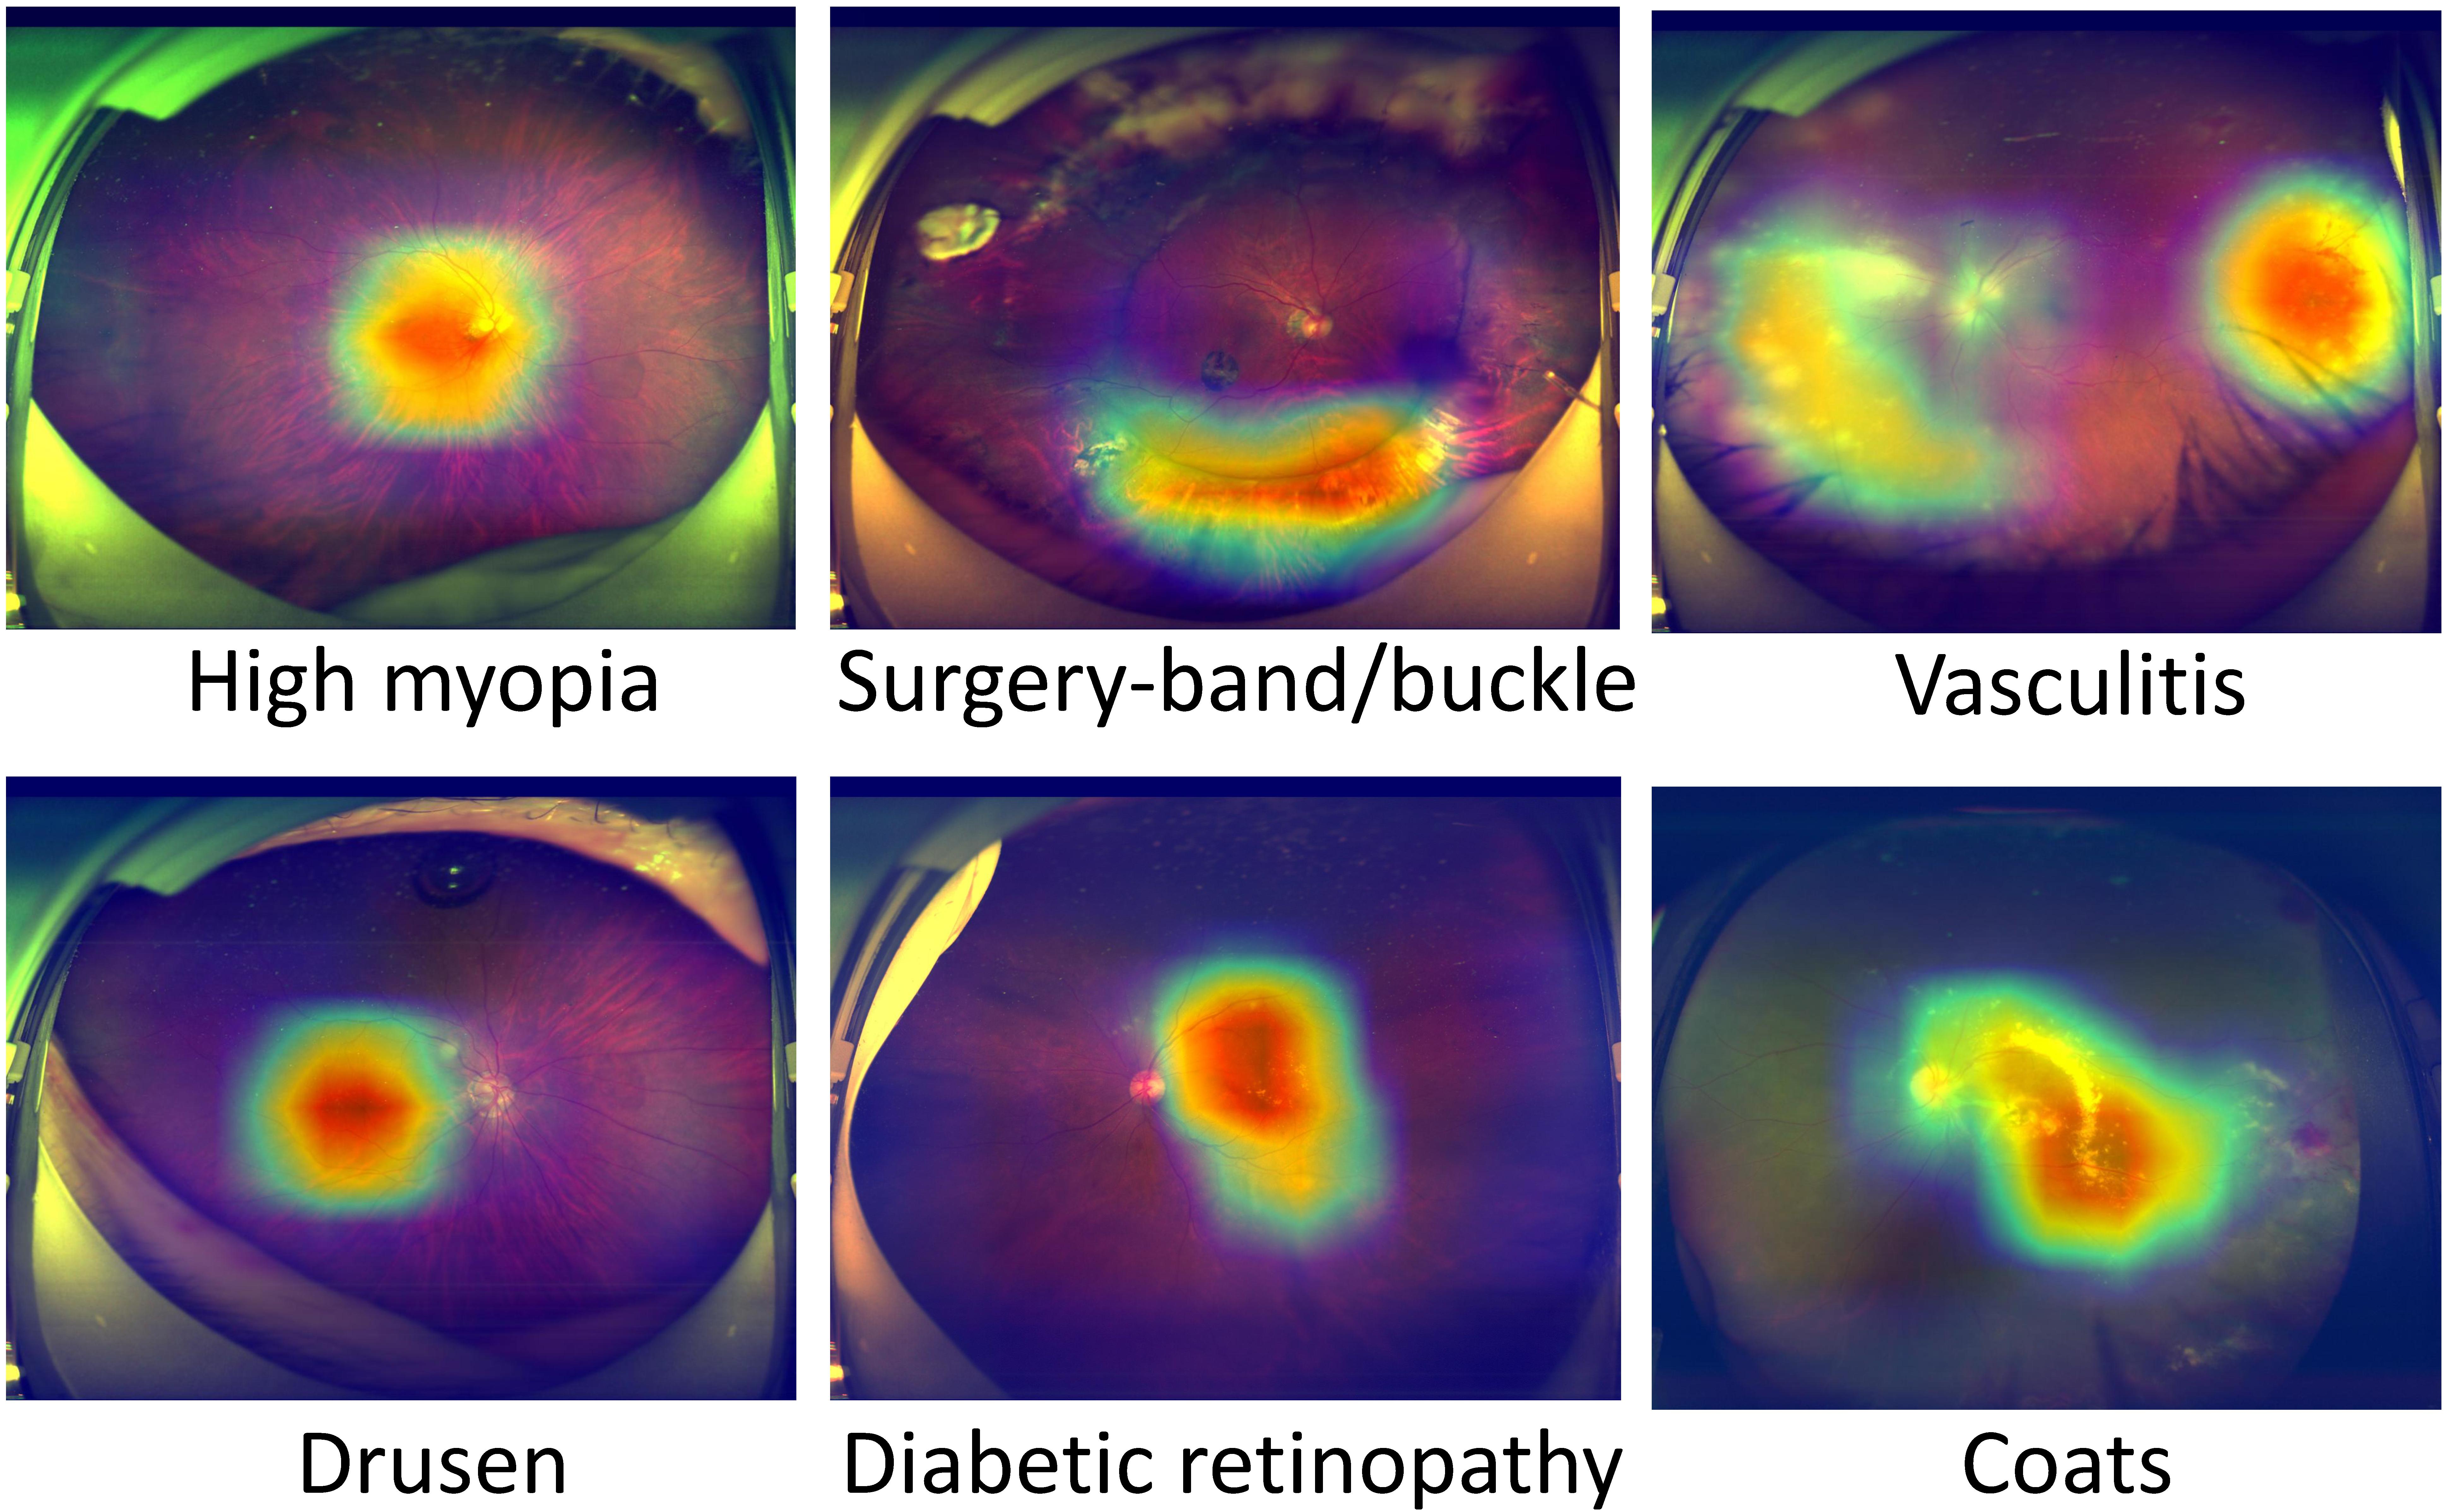 High myopia
Surgery-band/buckle
Vasculitis
Drusen
Diabetic retinopathy
Coats